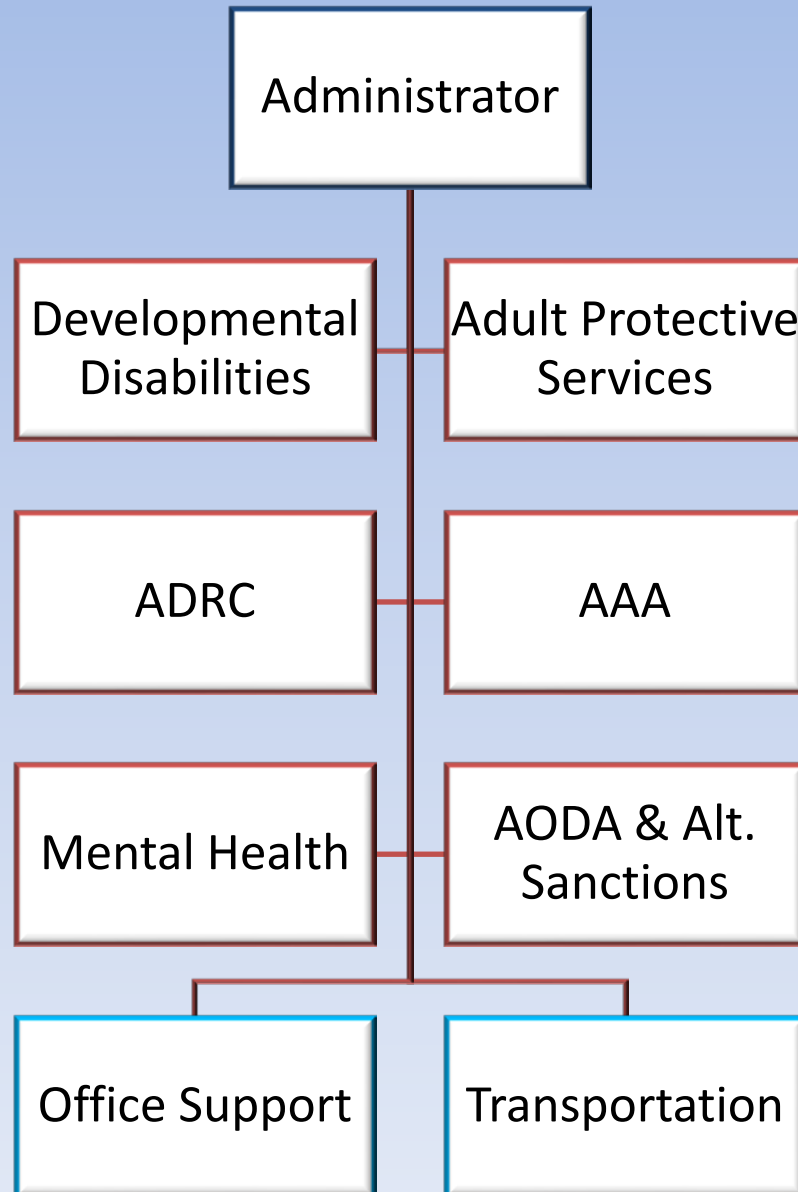 Administrator
Developmental
Disabilities
Adult Protective
Services
ADRC
AAA
Mental Health
AODA & Alt.
Sanctions
Office Support
Transportation